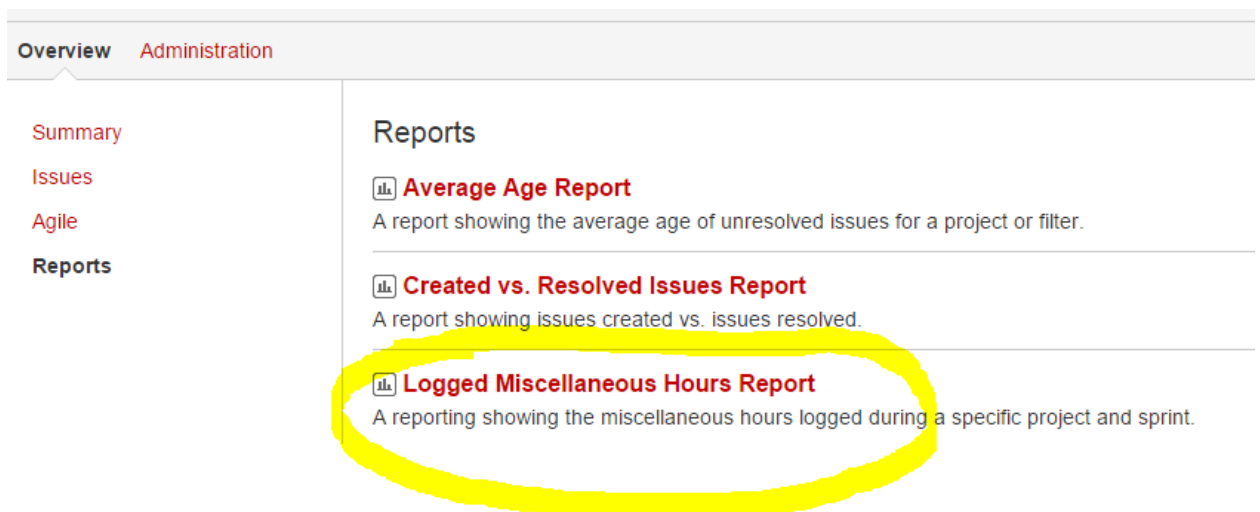 Overview Administration
Summary
Issues
Agile
Reports
Reports
Average Age Report
A report showing the average age of unresolved issues for a project or filter.
Created vs. Resolved Issues Report
A report showing issues created vs. issues resolved.
Logged Miscellaneous Hours Report
A reporting showing the miscellaneous hours logged during a specific project and sprint.